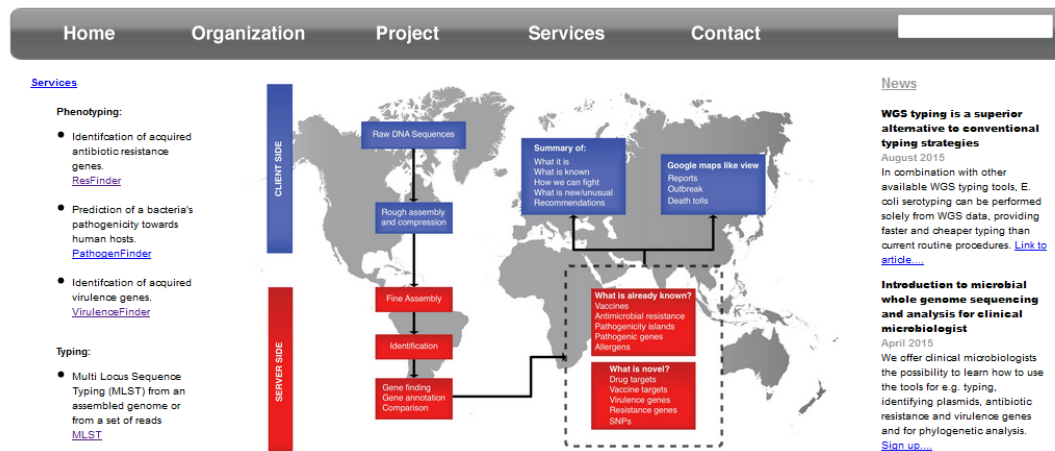 Home Organization Project Services Contact
Services
Phenotyping:
Identifcation of acquired
antibiotic resistance
genes.
ResFinder
Prediction of a bacteria's
pathogenicity towards
human hosts.
PathogenFinder
Identifcation of acquired
virulence genes.
VirulenceFinder
Typing:
Multi Locus Sequence
Typing (MLST) from an
assembled genome or
from a set of reads
MLST
CLIENT SIDE
Raw DNA Sequences
Rough assembly
and compression
Summary of:
What it is
What is known
How we can fight
What is new/unusual
Recommendations
Google maps like view
Reports
Outbreak
Death tolls
SERVER SIDE
Fine Assembly
Identification
Gene finding
Gene annotation
Comparison
What is already known?
Vaccines
Antimicrobial resistance
Pathogenicity islands
Pathogenic genes
Allergens
What is novel?
Drug targets
Vaccine targets
Virulence genes
Resistance genes
SNPs
News
WGS typing is a superior
alternative to conventional
typing strategies
August 2015
In combination with other
available WGS typing tools, E.
coli serotyping can be performed
solely from WGS data, providing
faster and cheaper typing than
current routine procedures. Link to
article....
Introduction to microbial
whole genome sequencing
and analysis for clinical
microbiologist
April 2015
We offer clinical microbiologists
the possibility to learn how to use
the tools for e.g. typing,
identifying plasmids, antibiotic
resistance and virulence genes
and for phylogenetic analysis.
Sign up....